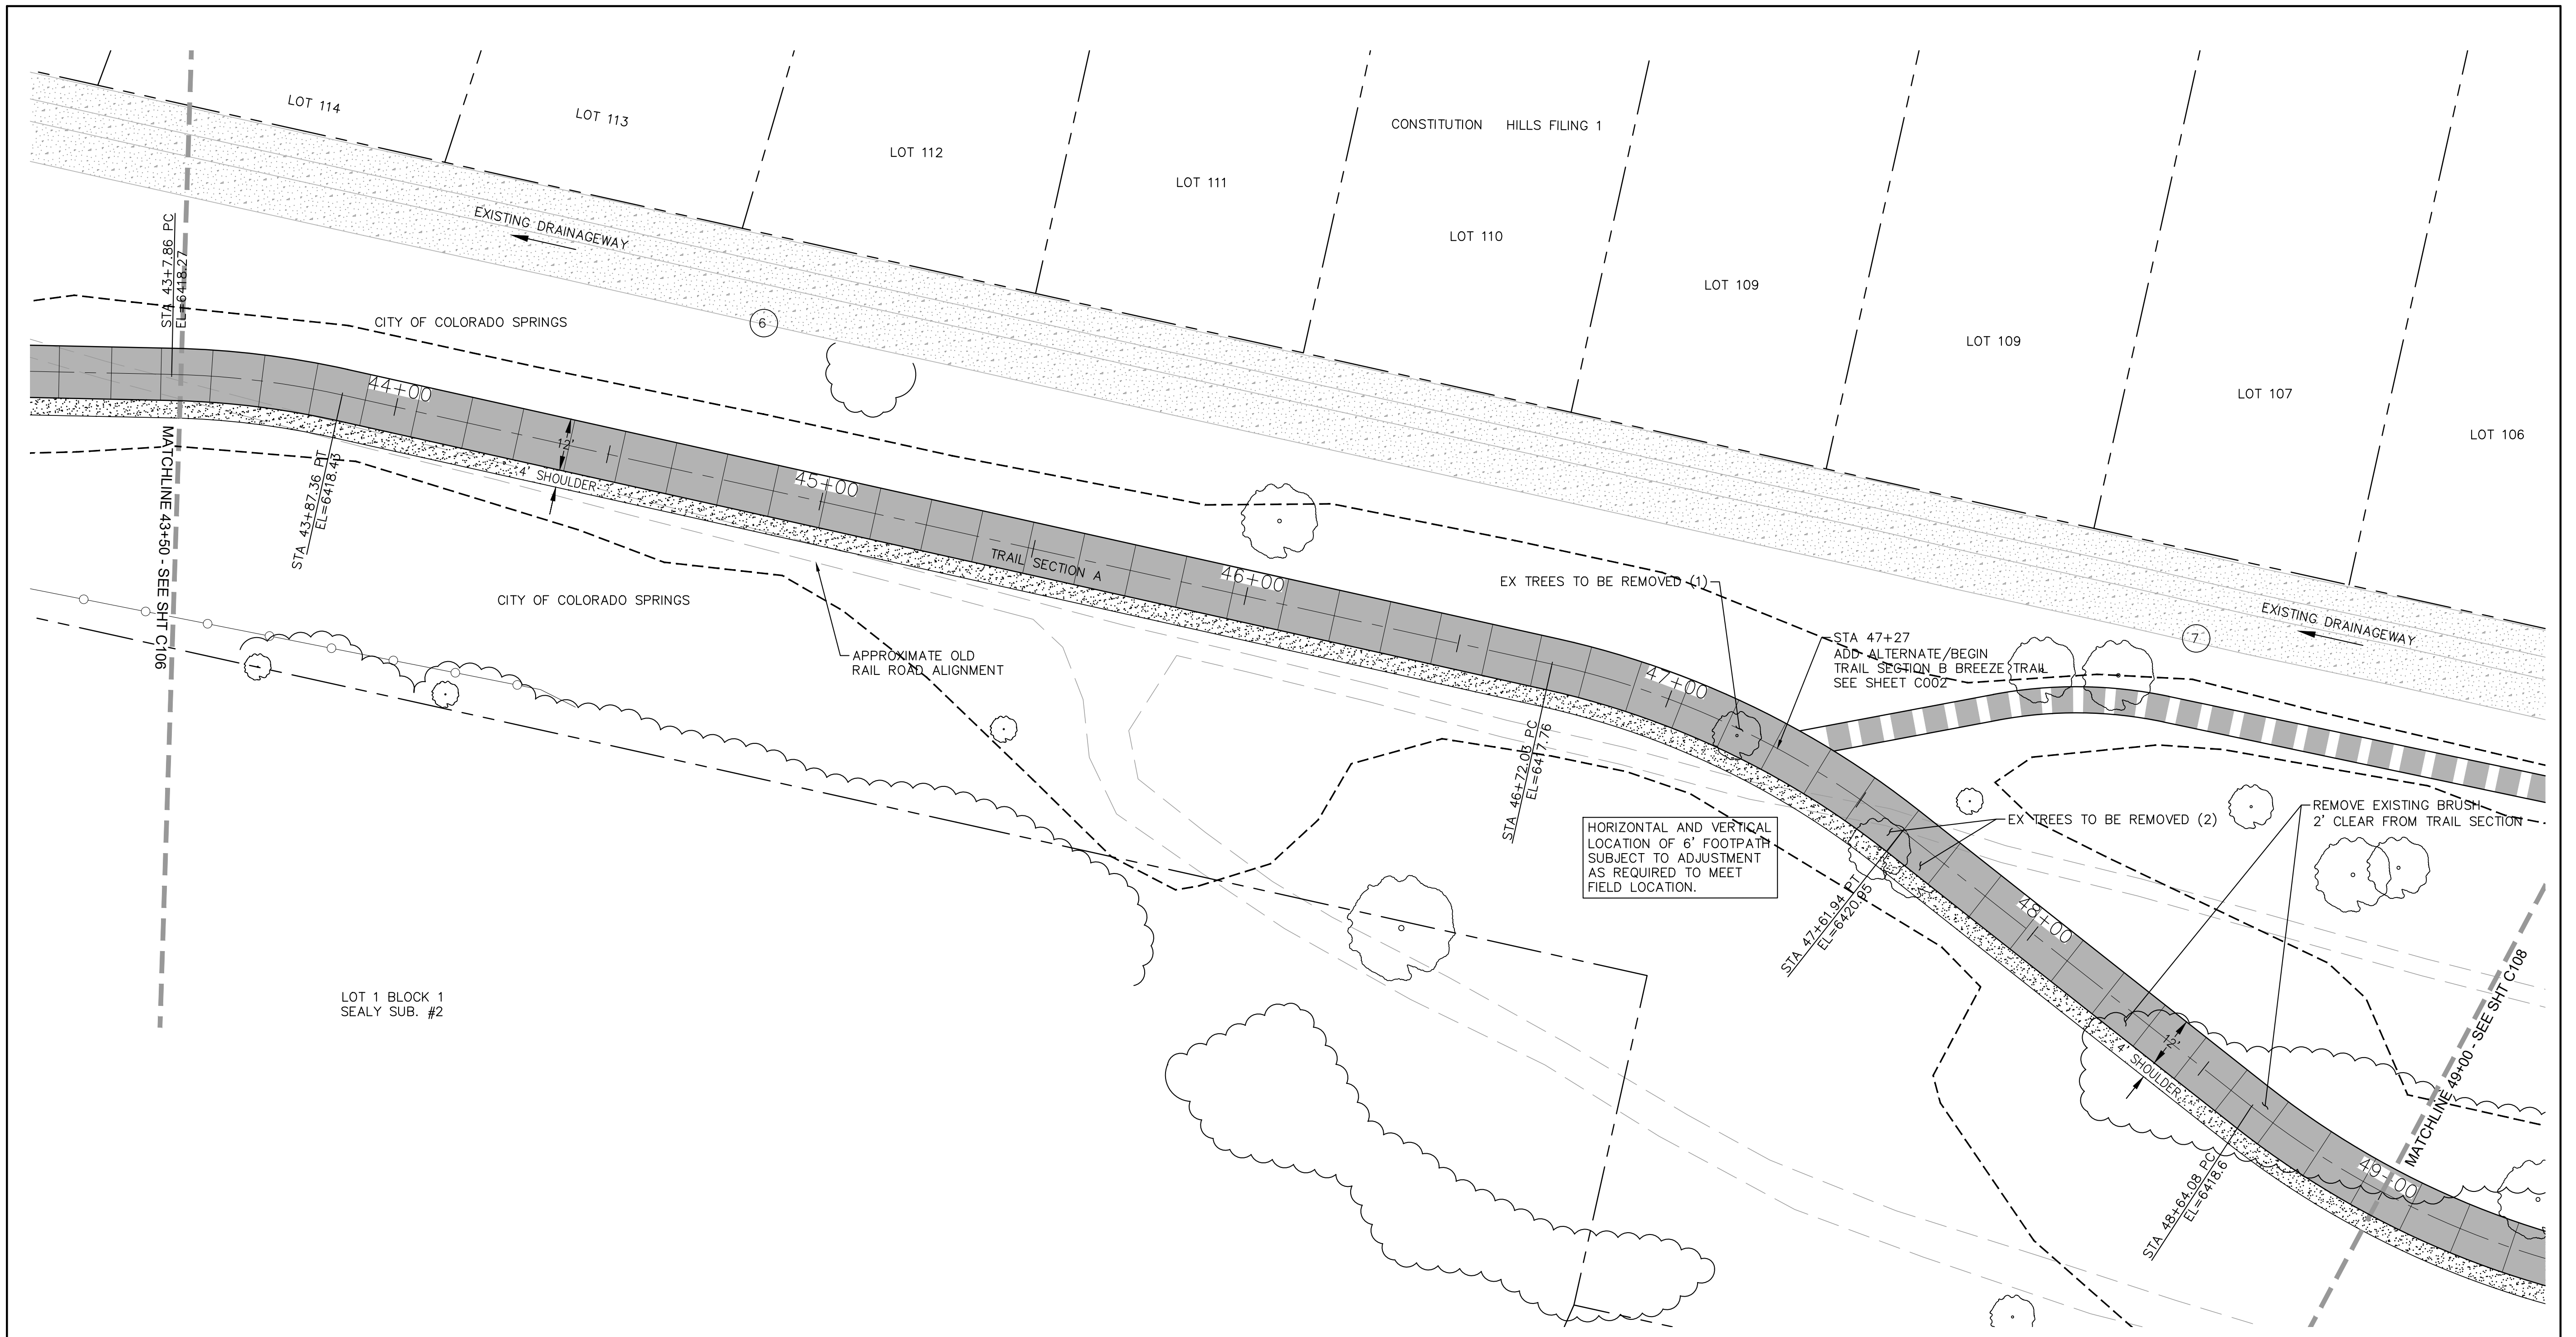 LOT 114
LOT 113
LOT 112
LOT 111
CONSTITUTION HILLS FILING 1
LOT 110
LOT 109
LOT 109
LOT 107
LOT 106
EXISTING DRAINAGEWAY
STA 43+7.86 PC
EL=6418.27
CITY OF COLORADO SPRINGS
6
44+00
12'
4' SHOULDER
45+00
MATCHLINE 43+50 - SEE SHT C106
STA 43+87.36 PT
EL=6418.43
TRAIL SECTION A
46+00
CITY OF COLORADO SPRINGS
EX TREES TO BE REMOVED (1)
EXISTING DRAINAGEWAY
7
STA 47+27
ADD ALTERNATE/BEGIN
TRAIL SECTION B BREEZE TRAIL
SEE SHEET C002
APPROXIMATE OLD
RAIL ROAD ALIGNMENT
47+00
STA 46+72.03 PC
EL=6417.76
HORIZONTAL AND VERTICAL
LOCATION OF 6' FOOTPATH
SUBJECT TO ADJUSTMENT
AS REQUIRED TO MEET
FIELD LOCATION.
EX TREES TO BE REMOVED (2)
REMOVE EXISTING BRUSH
2' CLEAR FROM TRAIL SECTION
STA 47+61.94 PT
EL=6420.95
48+00
LOT 1 BLOCK 1
SEALY SUB. #2
12'
4' SHOULDER
MATCHLINE 49+00 - SEE SHT C108
STA 48+64.08 PC
EL=6418.6
49+00